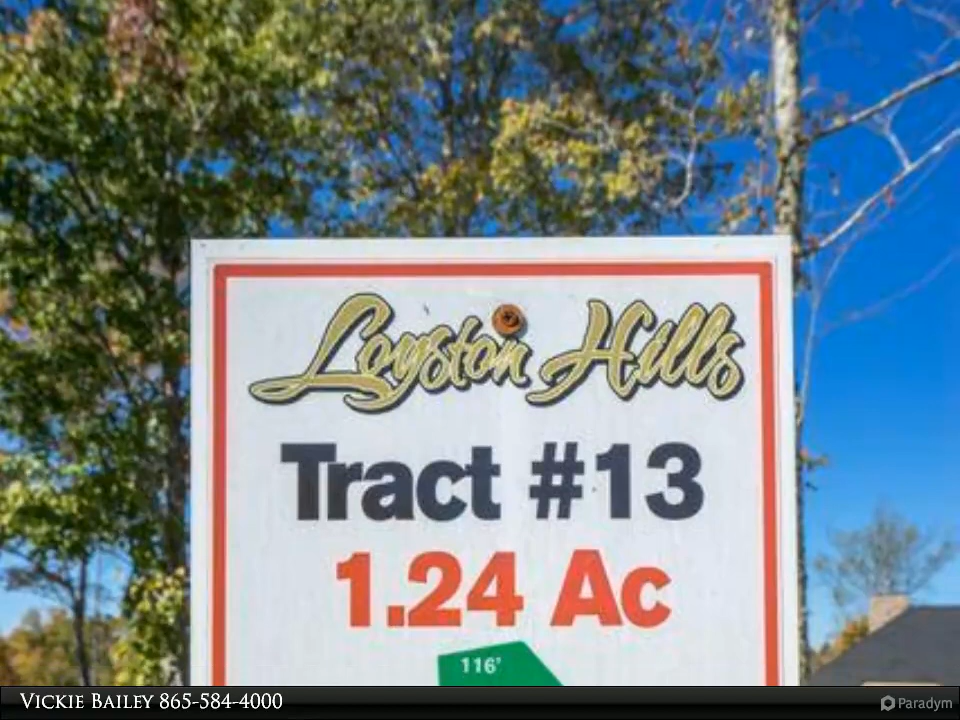 Loyston Hills
Tract #13
1.24 Ac
116'
Vickie Bailey 865-584-4000
Paradym